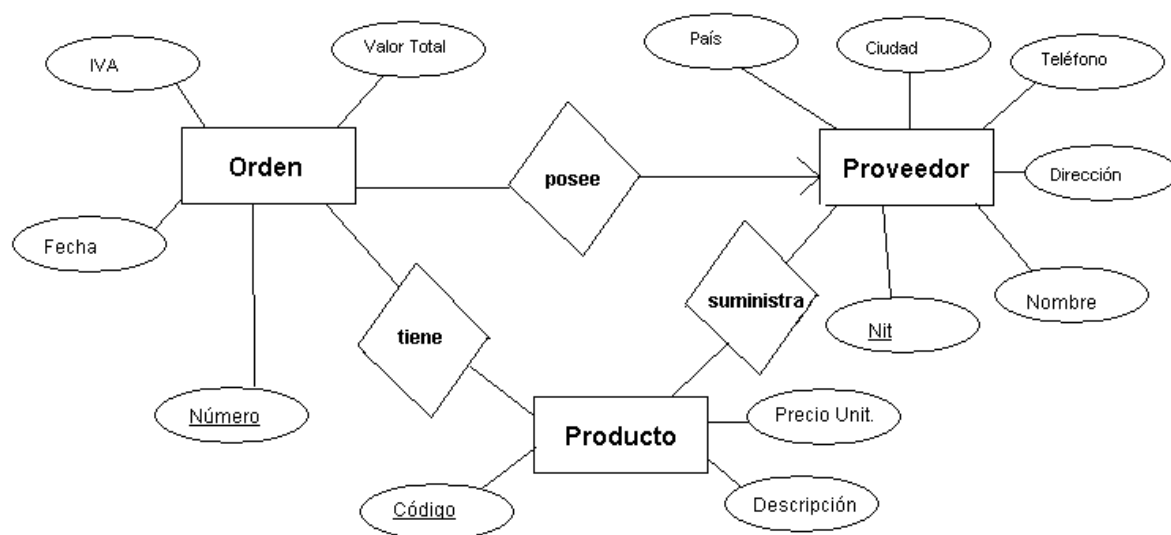 IVA
Valor Total
País
Ciudad
Teléfono
Orden
posee
Proveedor
Dirección
Fecha
tiene
suministra
Nit
Nombre
Número
Producto
Precio Unit.
Código
Descripción